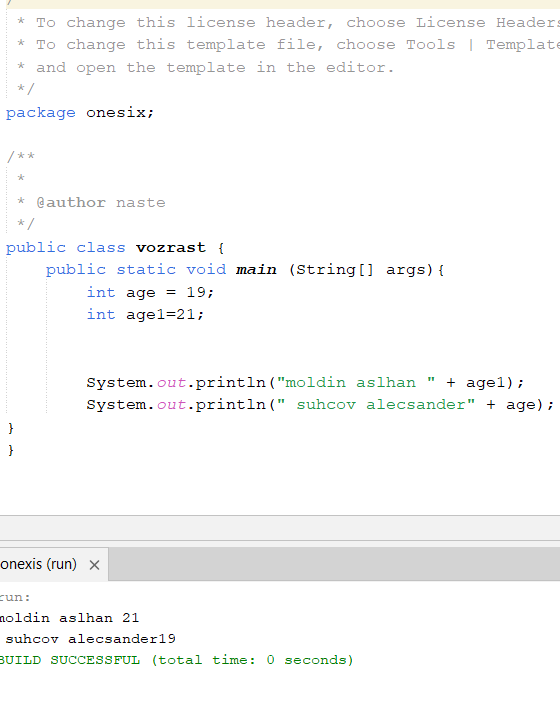 /
* To change this license header, choose License Headers
* To change this template file, choose Tools | Template
* and open the template in the editor.
*/
package onesix;
/**
*
* @author naste
*/
public class vozrast {
public static void main (String[] args){
int age = 19;
int age1=21;
System.out.println("moldin aslhan " + age1);
System.out.println(" suhcov alecsander" + age);
}
}
onexis (run) ×
run:
moldin aslhan 21
suhcov alecsander19
BUILD SUCCESSFUL (total time: 0 seconds)